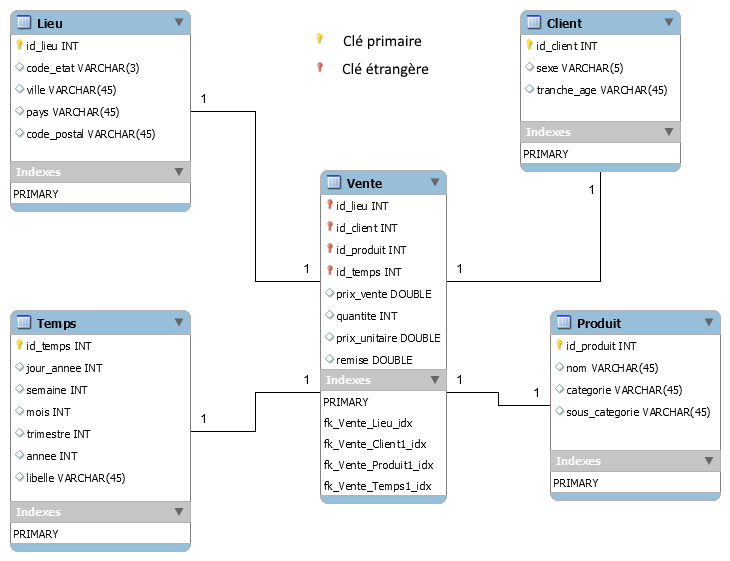 Lieu
id_lieu INT
code_etat VARCHAR(3)
ville VARCHAR(45)
pays VARCHAR(45)
code_postal VARCHAR(45)
Indexes
PRIMARY
Clé primaire
Clé étrangère
Client
id_client INT
sexe VARCHAR(5)
tranche_age VARCHAR(45)
Indexes
PRIMARY
1
1
1
1
Vente
id_lieu INT
id_client INT
id_produit INT
id_temps INT
prix_vente DOUBLE
quantite INT
prix_unitaire DOUBLE
remise DOUBLE
Indexes
PRIMARY
fk_Vente_Lieu_idx
fk_Vente_Client1_idx
fk_Vente_Produit1_idx
fk_Vente_Temps1_idx
Temps
id_temps INT
jour_annee INT
semaine INT
mois INT
trimestre INT
annee INT
libelle VARCHAR(45)
Indexes
PRIMARY
1
1
1
1
Produit
id_produit INT
nom VARCHAR(45)
categorie VARCHAR(45)
sous_categorie VARCHAR(45)
Indexes
PRIMARY